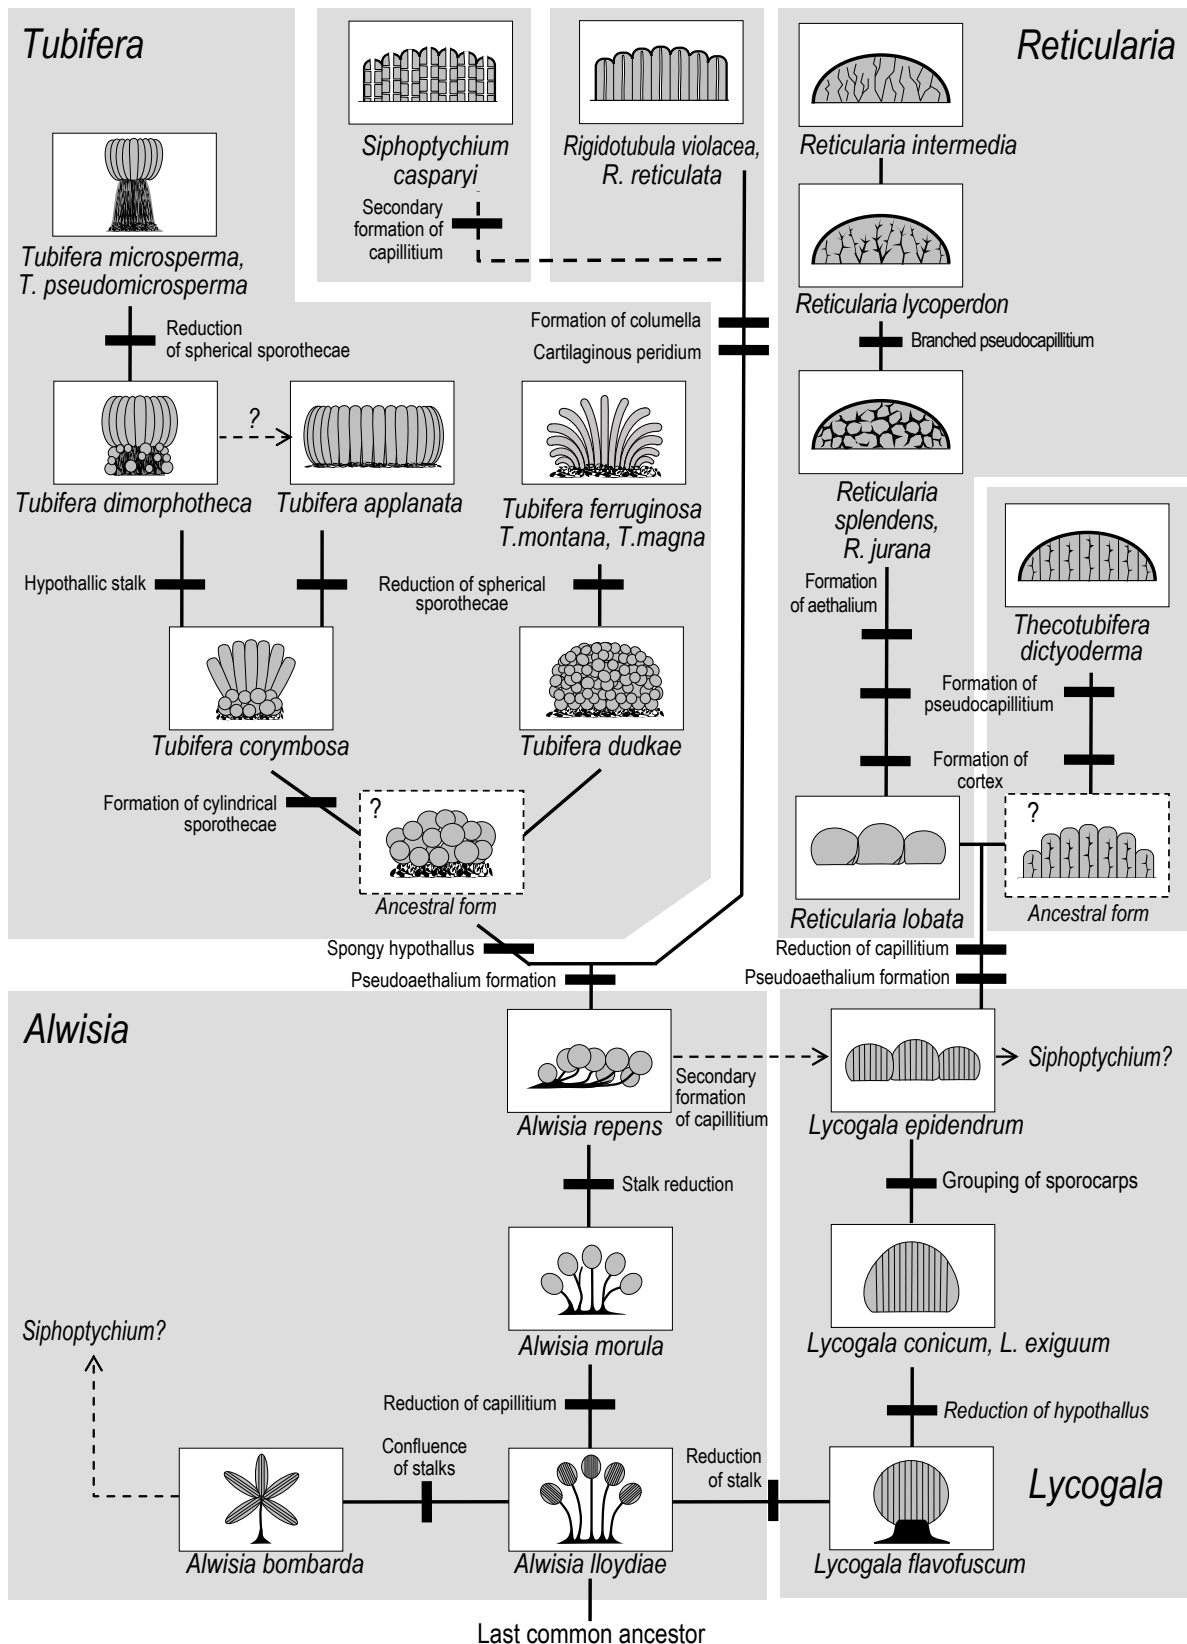 Tubifera
Siphoptychium
casparyi
Secondary
formation of
capillitium
Rigidotubula violacea,
R. reticulata
Reticularia
Reticularia intermedia
Reticularia lycoperdon
Branched pseudocapillitium
Reticularia
splendens,
R. jurana
Formation
of aethalium
Tubifera microsperma,
T. pseudomicrosperma
Reduction
of spherical sporothecae
Formation of columella
Cartilaginous peridium
?
Tubifera dimorphotheca
Tubifera applanata
Tubifera ferruginosa
T.montana, T.magna
Hypothallic stalk
Reduction of spherical
sporothecae
Tubifera corymbosa
Tubifera dudkae
Formation of cylindrical
sporothecae
?
Ancestral form
Spongy hypothallus
Pseudoaethalium formation
Thecotubifera
dictyoderma
Formation of
pseudocapillitium
Formation of
cortex
?
Reticularia lobata
Ancestral form
Reduction of capillitium
Pseudoaethalium formation
Alwisia
Alwisia repens
Secondary
formation
of capillitium
Lycogala epidendrum
Siphoptychium?
Stalk reduction
Grouping of sporocarps
Alwisia morula
Lycogala conicum, L. exiguum
Siphoptychium?
Reduction of capillitium
Reduction of hypothallus
Confluence
of stalks
Reduction
of stalk
Lycogala
Alwisia bombarda
Alwisia lloydiae
Lycogala flavofuscum
Last common ancestor